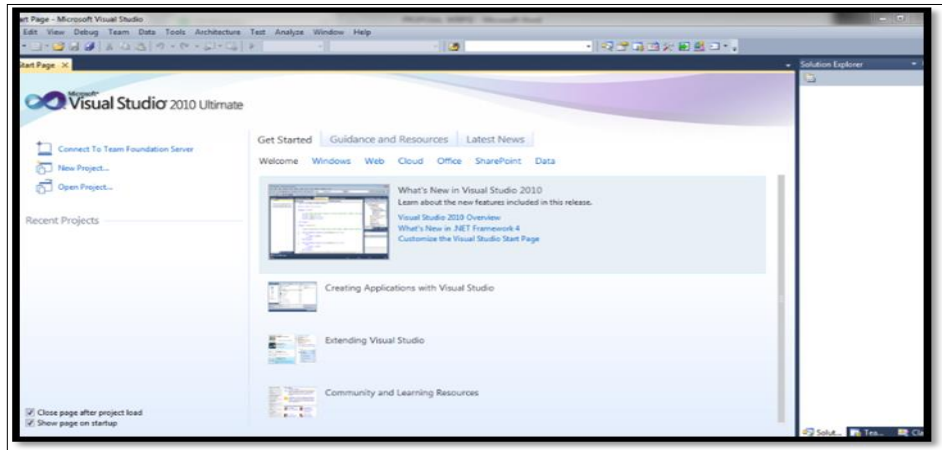 art Page - Microsoft Visual Studio
Edit View Debug Team Data Tools Architecture Test Analyze Window Help
Start Page
Solution Explorer
Microsoft
Visual Studio 2010 Ultimate
Connect To Team Foundation Server
New Project...
Open Project...
Recent Projects
Get Started Guidance and Resources Latest News
Welcome Windows Web Cloud Office SharePoint Data
What's New in Visual Studio 2010
Learn about the new features included in this release.
Visual Studio 2010 Overview
What's New in .NET Framework 4
Customize the Visual Studio Start Page
Creating Applications with Visual Studio
Extending Visual Studio
Community and Learning Resources
Close page after project load
Show page on startup
Solut... Tea... Cla